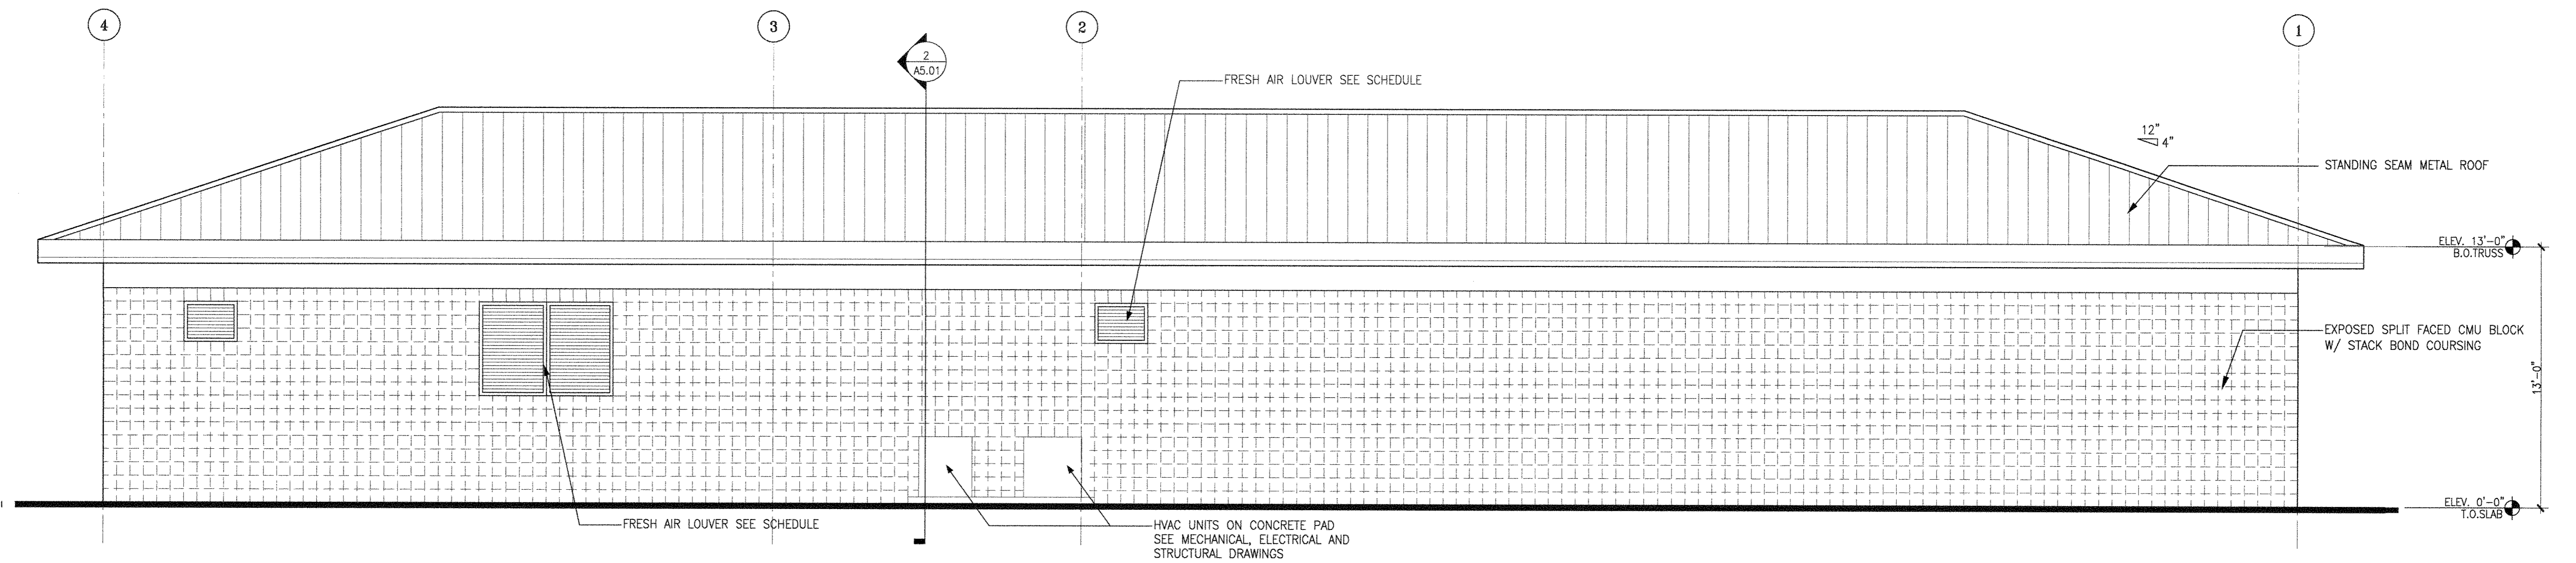 4
3
2
1
2
A5.01
FRESH AIR LOUVER SEE SCHEDULE
12"
4"
STANDING SEAM METAL ROOF
ELEV. 13'-0"
B.O.TRUSS
EXPOSED SPLIT FACED CMU BLOCK
W/ STACK BOND COURSING
13'-0"
ELEV. 0'-0"
T.O.SLAB
FRESH AIR LOUVER SEE SCHEDULE
HVAC UNITS ON CONCRETE PAD
SEE MECHANICAL, ELECTRICAL AND
STRUCTURAL DRAWINGS